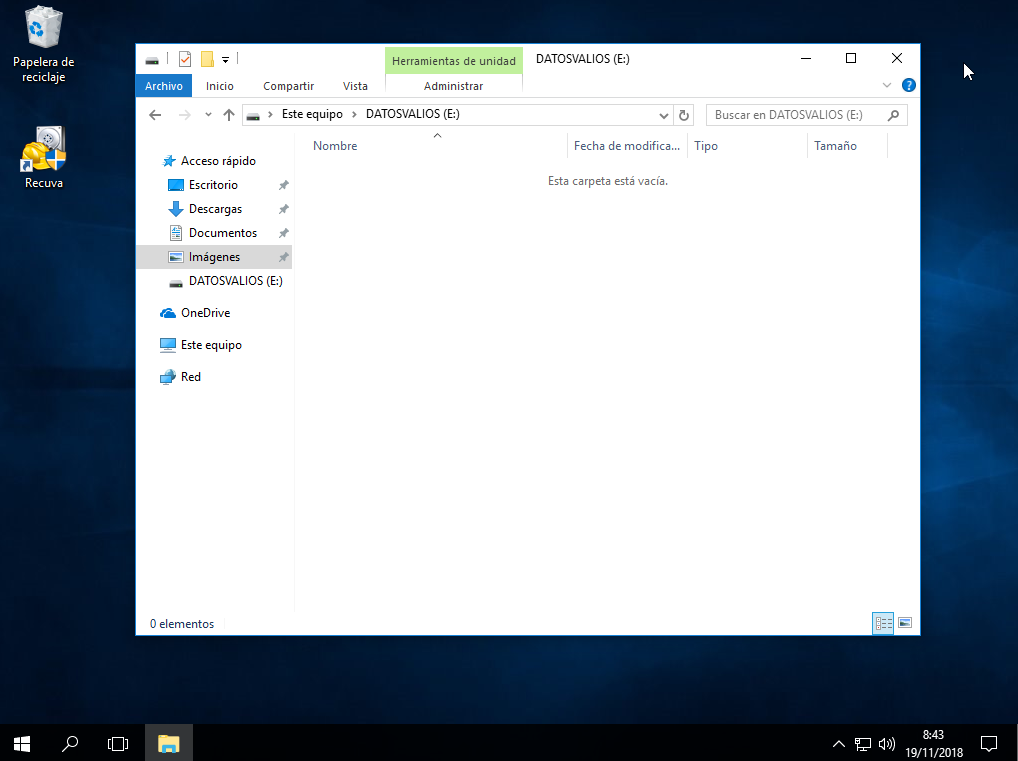 Papelera de
reciclaje
Recuva
Herramientas de unidad
DATOSVALIOS (E:)
Archivo
Inicio
Compartir
Vista
Administrar
Este equipo
DATOSVALIOS (E:)
Buscar en DATOSVALIOS (E:)
Nombre
Fecha de modifica...
Tipo
Tamaño
Esta carpeta está vacía.
Acceso rápido
Escritorio
Descargas
Documentos
Imágenes
DATOSVALIOS (E:)
OneDrive
Este equipo
Red
0 elementos
8:43
19/11/2018